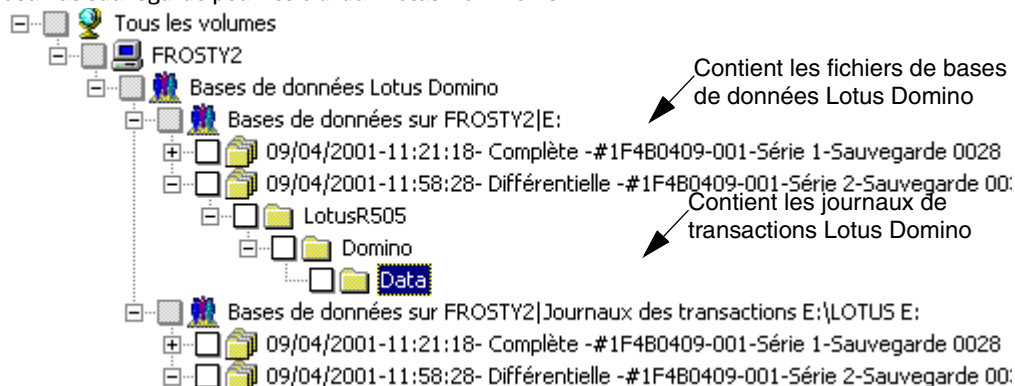 Tous les volumes
FROSTY2
Bases de données Lotus Domino
Contient les fichiers de bases
de données Lotus Domino
Bases de données sur FROSTY2|E:
09/04/2001-11:21:18- Complète -#1F4B0409-001-Série 1-Sauvegarde 0028
09/04/2001-11:58:28- Différentielle -#1F4B0409-001-Série 2-Sauvegarde
Contient les journaux de
transactions Lotus Domino
LotusR505
Domino
Data
Bases de données sur FROSTY2|Journaux des transactions E:\LOTUS E:
09/04/2001-11:21:18- Complète -#1F4B0409-001-Série 1-Sauvegarde 0028
09/04/2001-11:58:28- Différentielle -#1F4B0409-001-Série 2-Sauvegarde